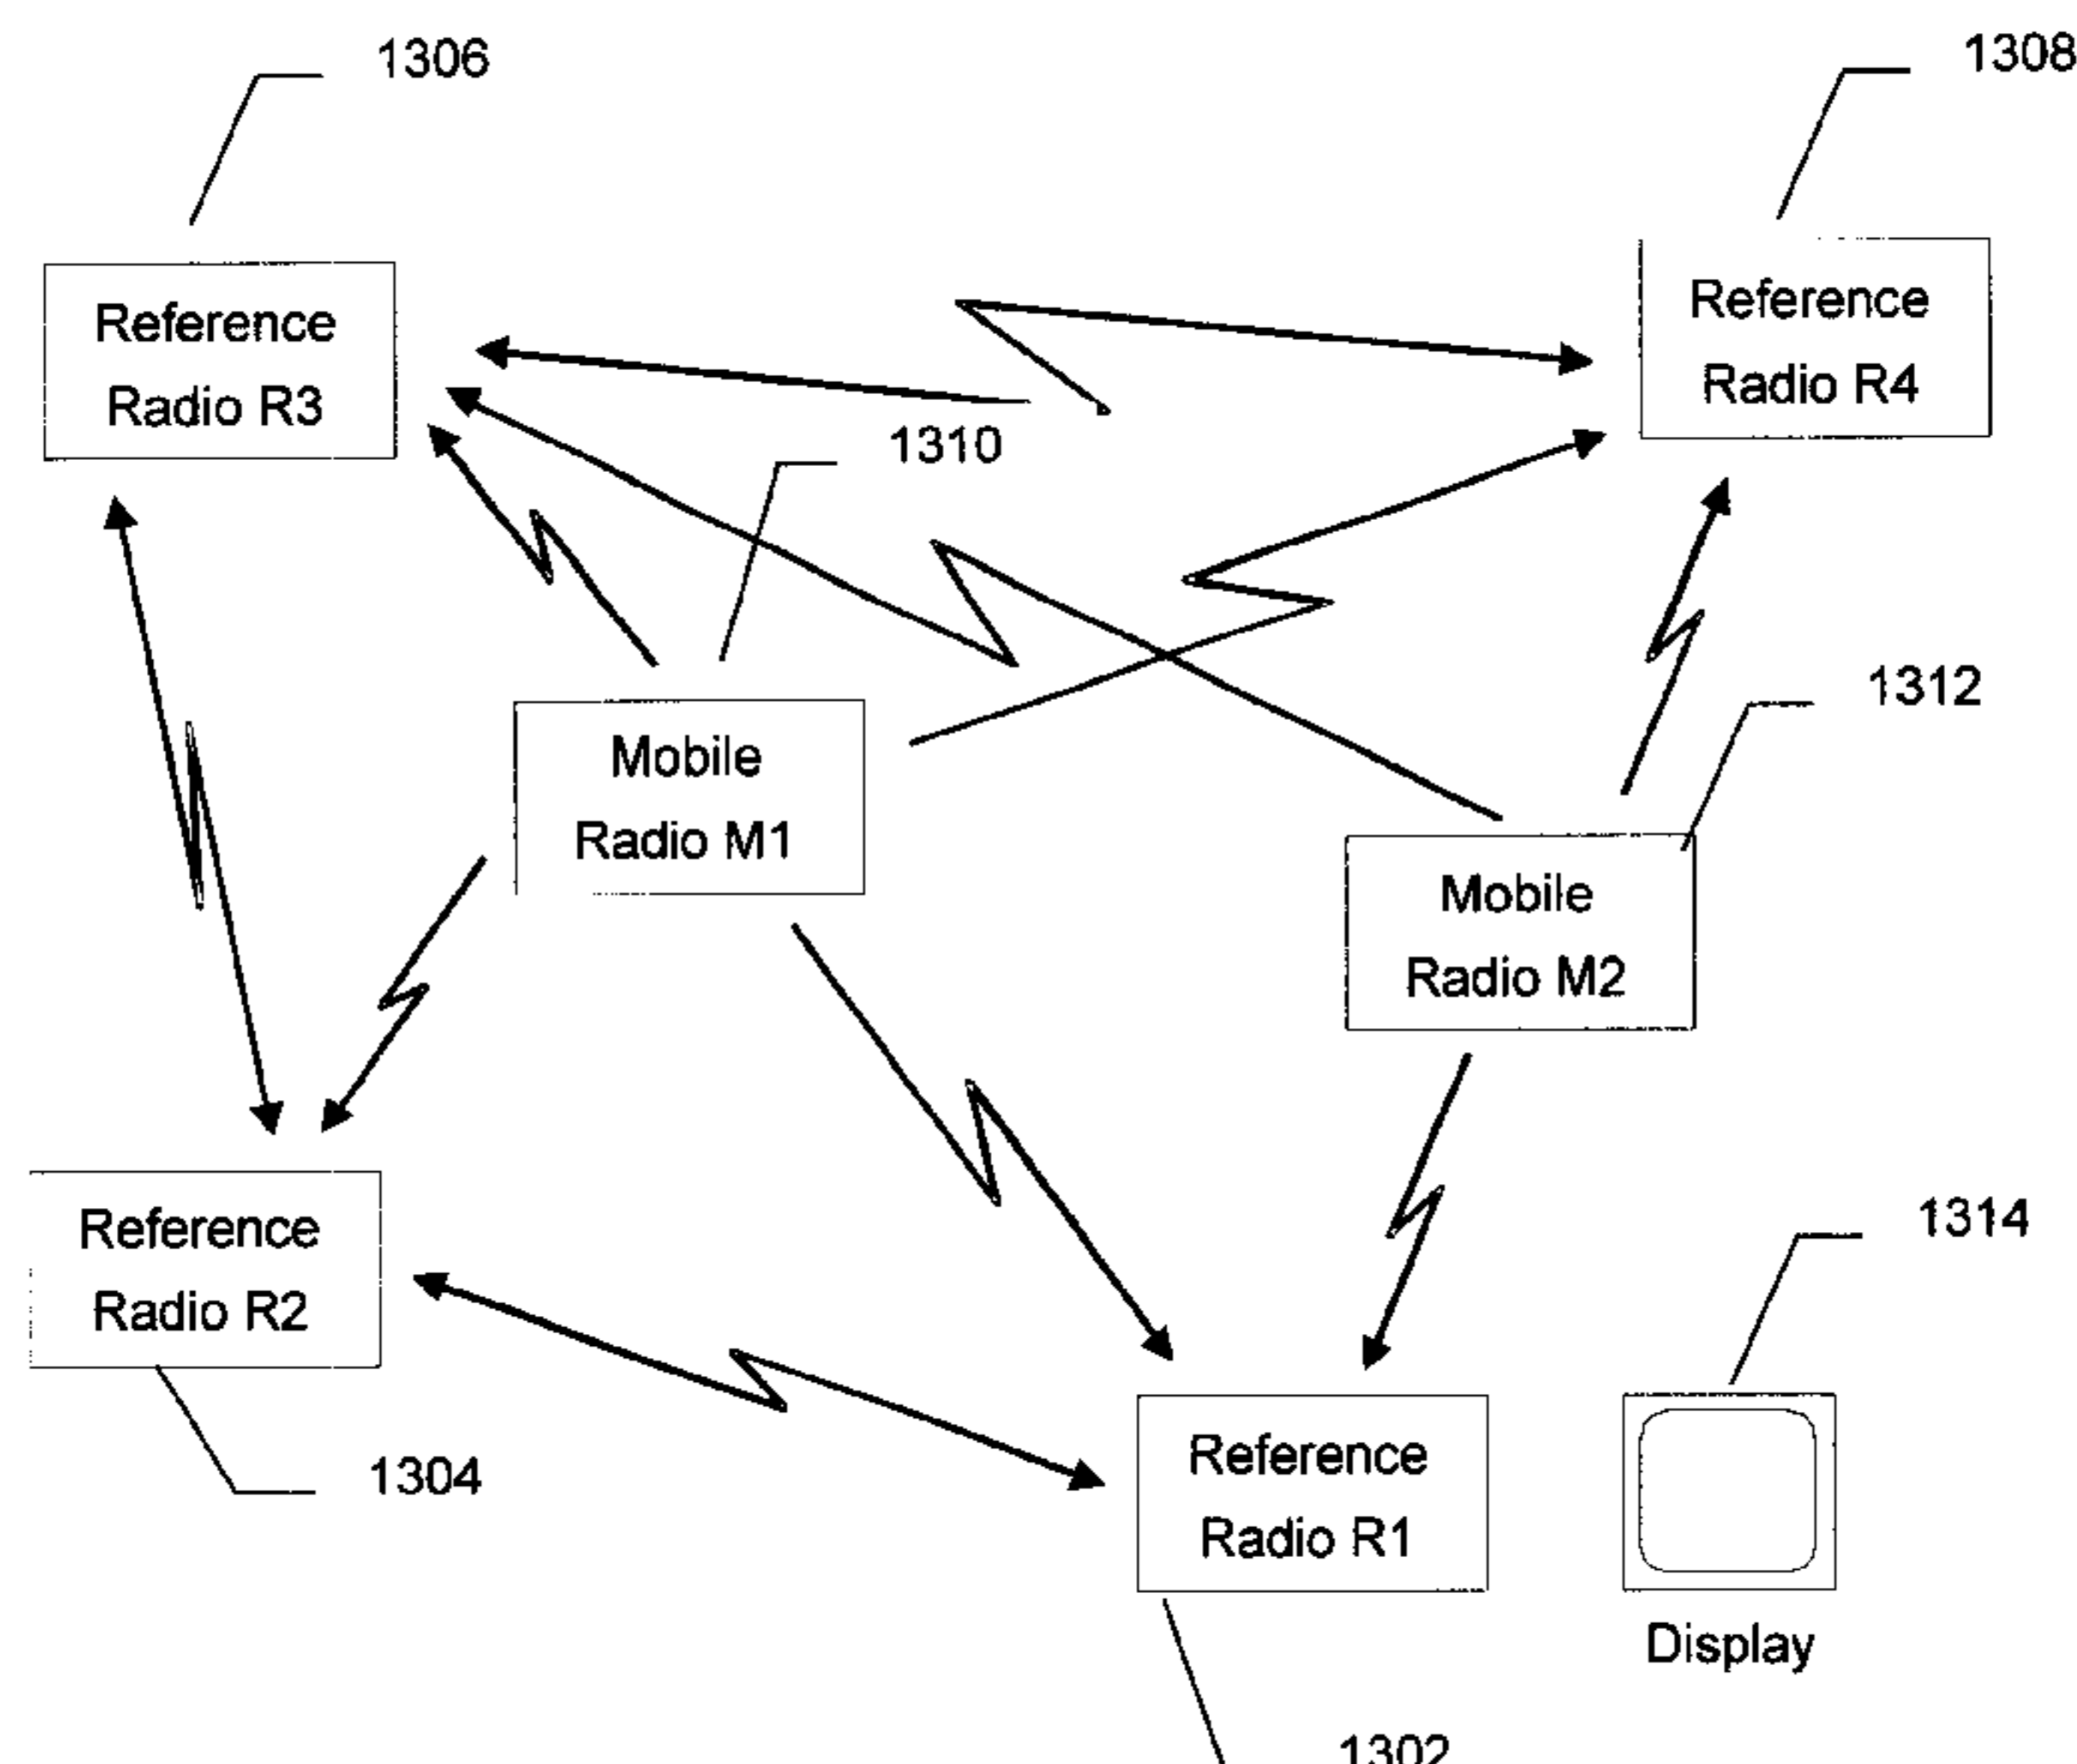 1306
1308
Reference
Radio R3
Reference
Radio R4
1310
1312
Mobile
Radio M1
Mobile
Radio M2
1314
Reference
Radio R2
1304
Reference
Radio R1
Display
1302